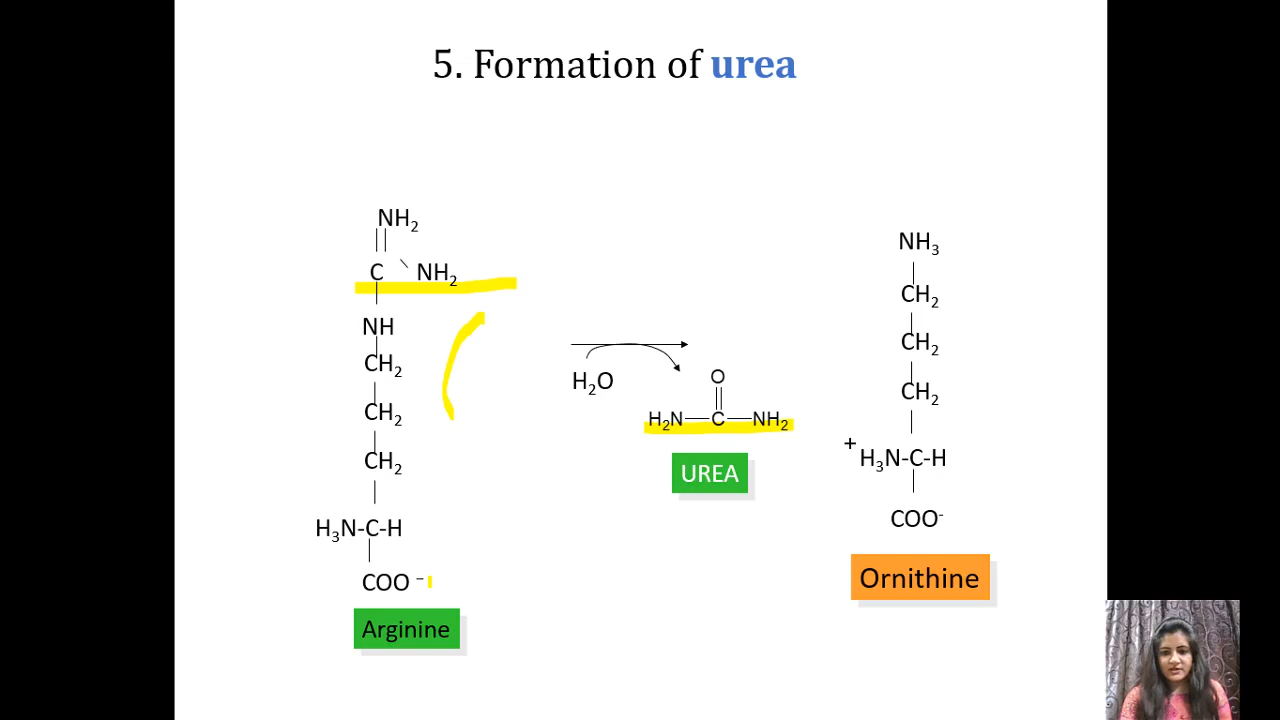 5. Formation of urea
NH₂
C NH₂
NH
CH₂
CH₂
CH₂
H₃N-C-H
COO⁻
Arginine
H₂O
O
H₂N—C—NH₂
UREA
NH₃
CH₂
CH₂
CH₂
+
H₃N-C-H
COO⁻
Ornithine